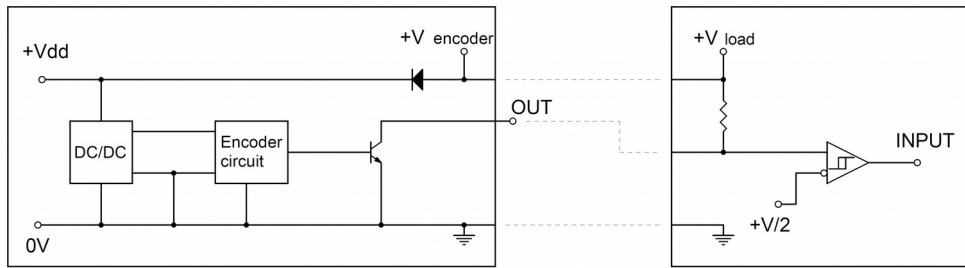 +V encoder
+V load
+Vdd
OUT
DC/DC
Encoder
circuit
INPUT
+V/2
0V